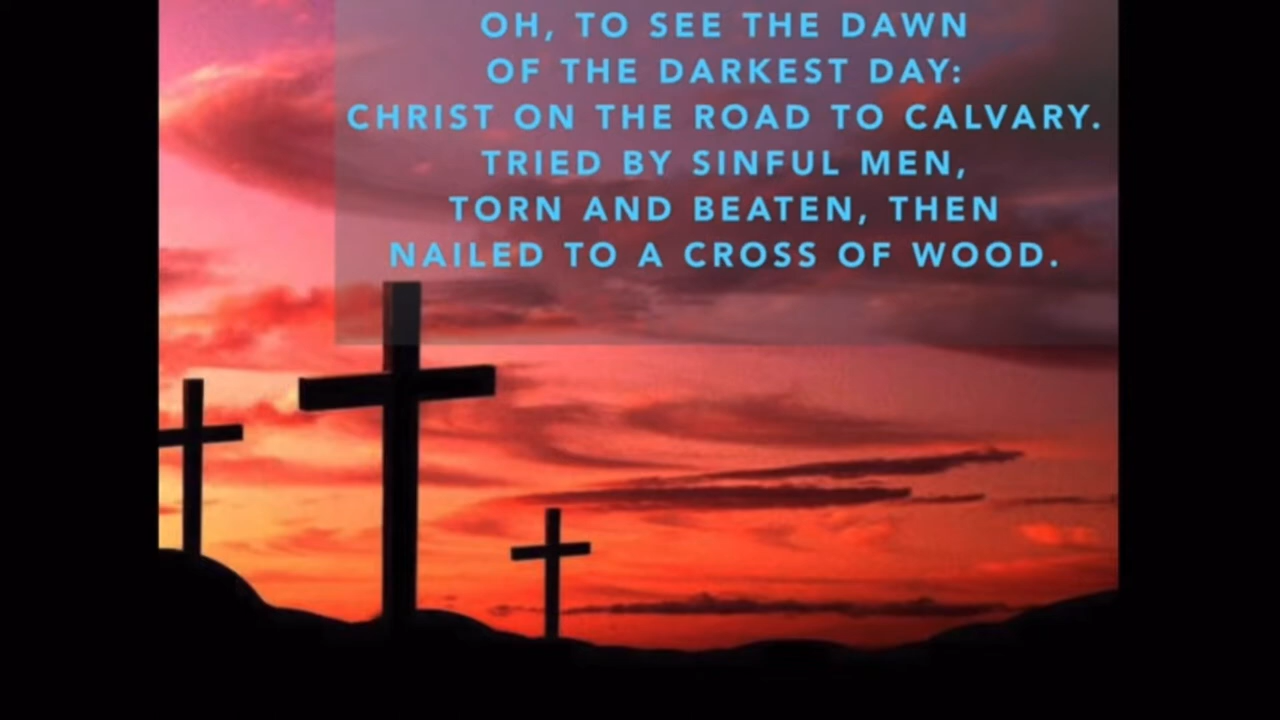 OH, TO SEE THE DAWN
OF THE DARKEST DAY:
CHRIST ON THE ROAD TO CALVARY.
TRIED BY SINFUL MEN,
TORN AND BEATEN, THEN
NAILED TO A CROSS OF WOOD.